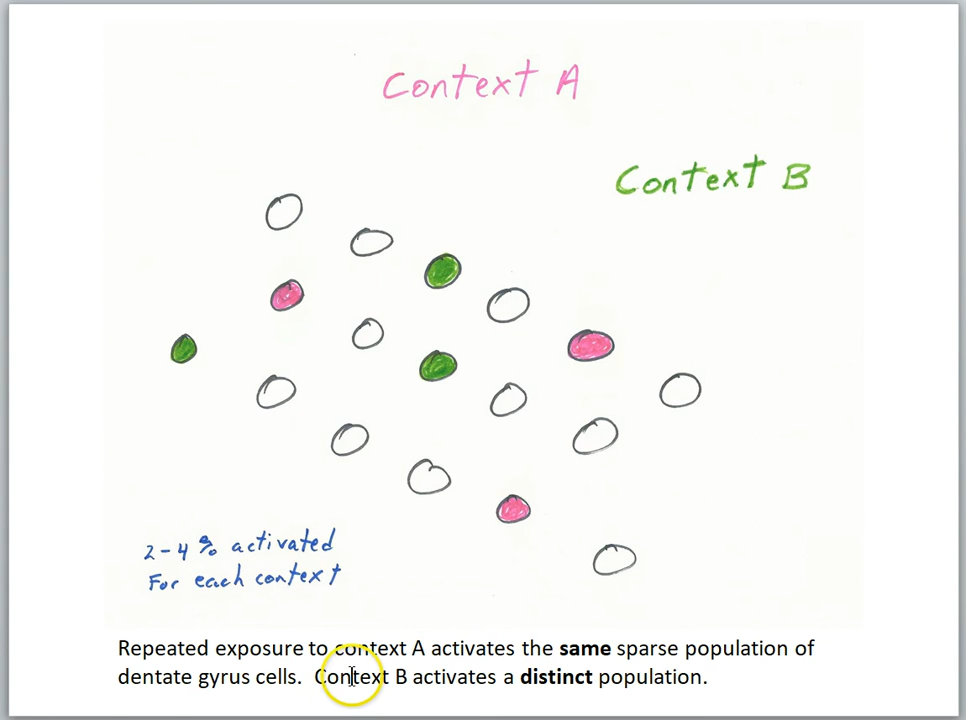 Context A
Context B
2-4 % activated
For each context
Repeated exposure to context A activates the same sparse population of
dentate gyrus cells. Context B activates a distinct population.